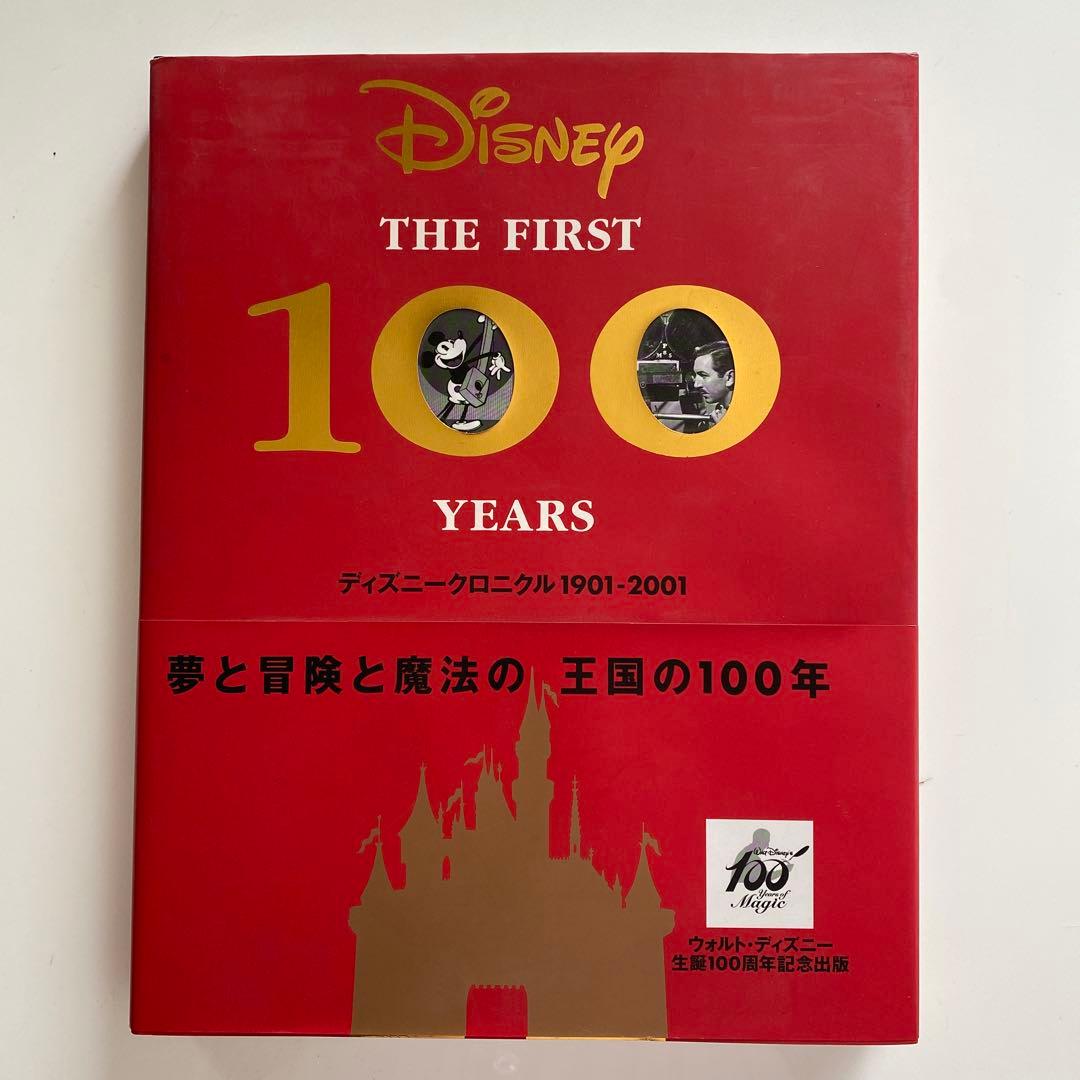 Disney
THE FIRST
100
YEARS
ディズニークロニクル1901-2001
夢と冒険と魔法の 王国の100年
Walt Disney's
100
Years of
Magic
ウォルト・ディズニー
生誕100周年記念出版